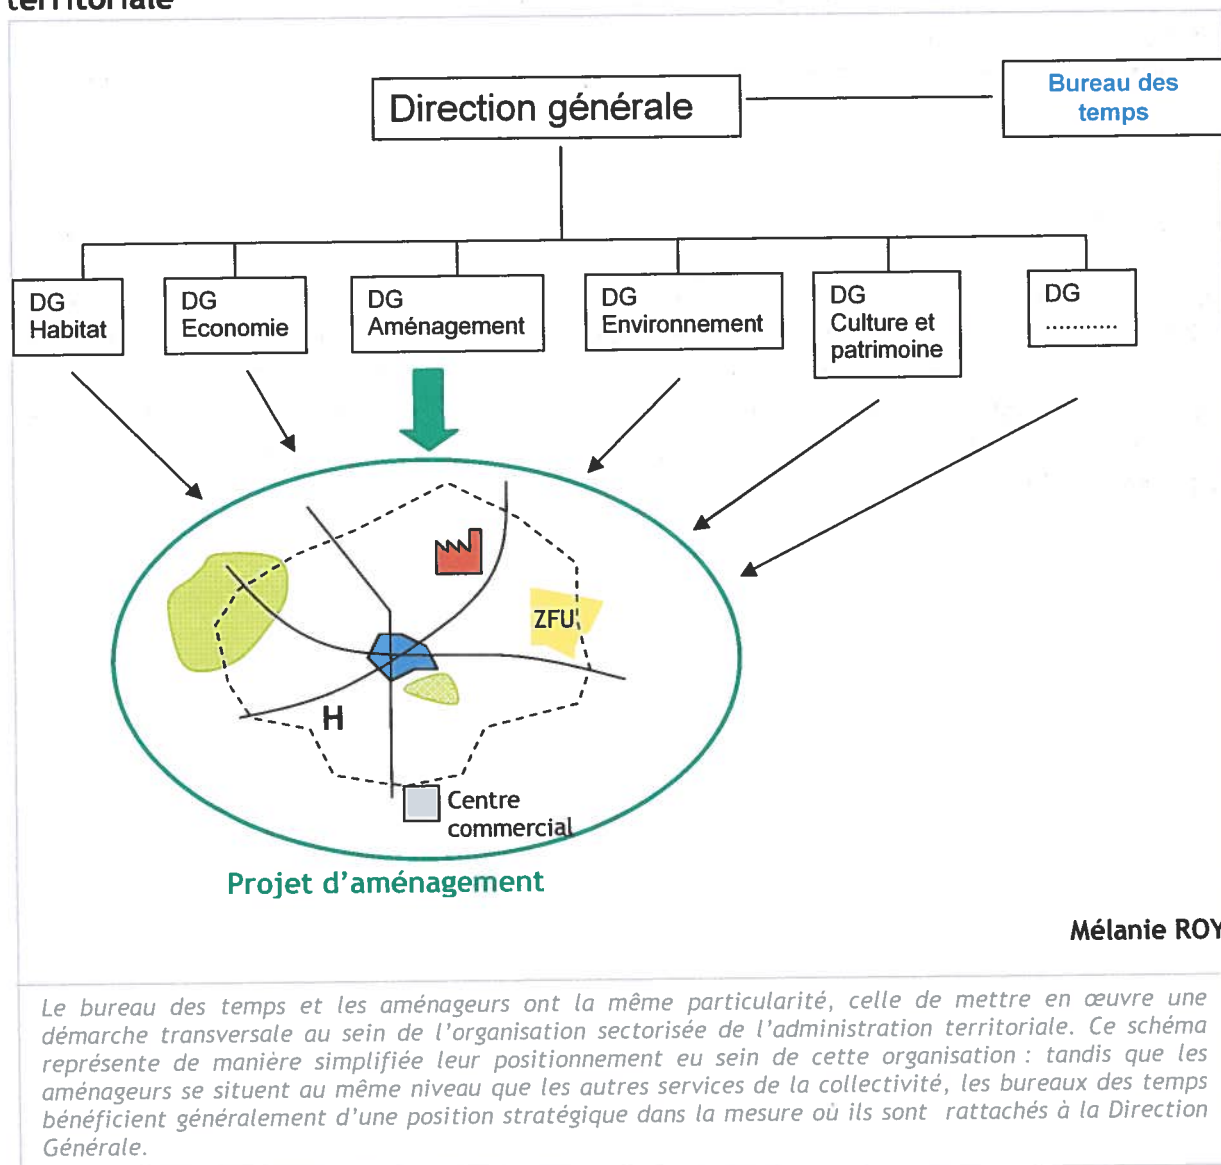 territoriale
Direction générale
Bureau des
temps
DG
Habitat
DG
Economie
DG
Aménagement
DG
Environnement
DG
Culture et
patrimoine
DG
...........
ZFU
H
Centre
commercial
Projet d'aménagement
Mélanie ROY
Le bureau des temps et les aménageurs ont la même particularité, celle de mettre en œuvre une
démarche transversale au sein de l'organisation sectorisée de l'administration territoriale. Ce schéma
représente de manière simplifiée leur positionnement eu sein de cette organisation : tandis que les
aménageurs se situent au même niveau que les autres services de la collectivité, les bureaux des temps
bénéficient généralement d'une position stratégique dans la mesure où ils sont rattachés à la Direction
Générale.